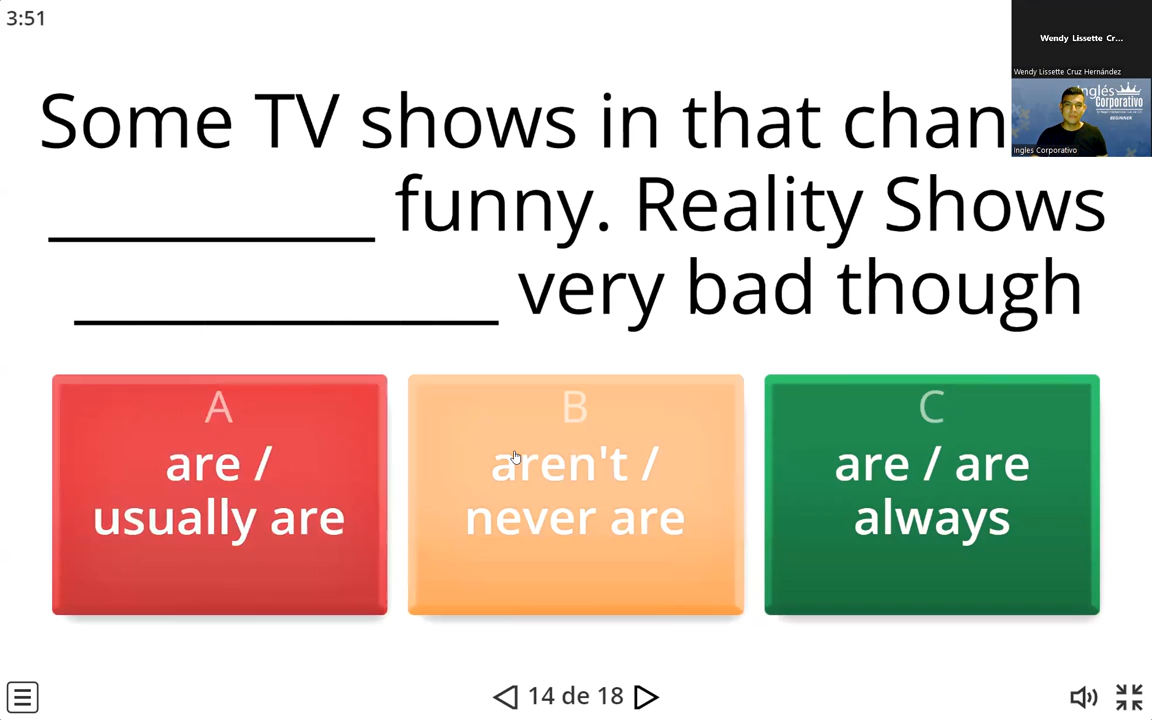 3:51
Wendy Lissette Cr...
Wendy Lissette Cruz Hernández
Inglés
Corporativo
BEGINNER
Ingles Corporativo
Some TV shows in that chan
__________ funny. Reality Shows
_____________ very bad though
A
are /
usually are
B
aren't /
never are
C
are / are
always
14 de 18